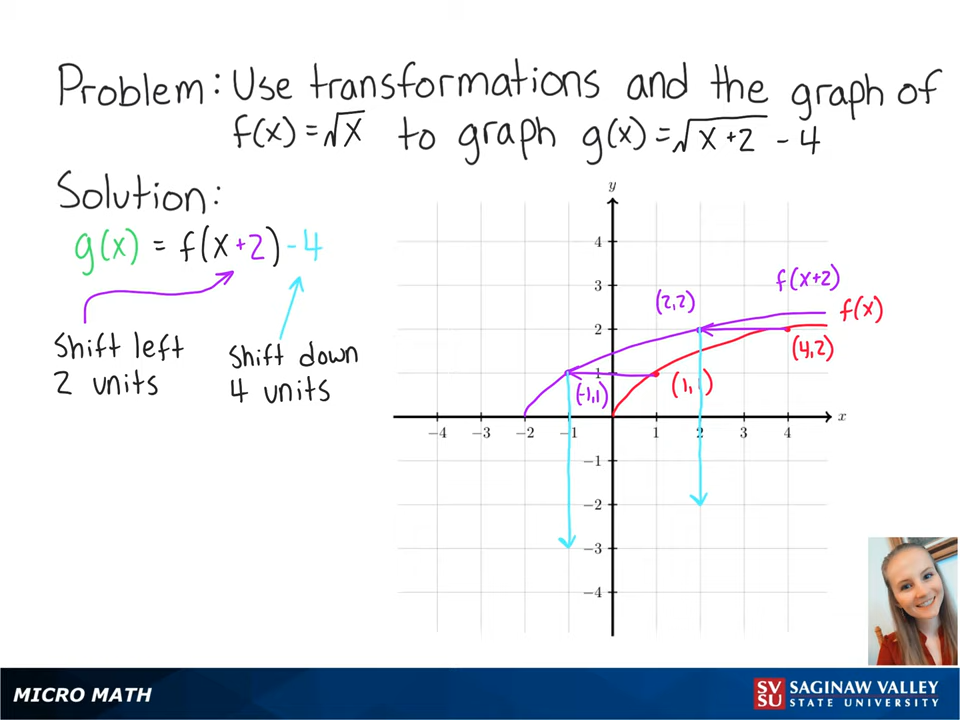 Problem: Use transformations and the graph of
f(x) = √x to graph g(x) = √x+2 - 4
Solution:
g(x) = f(x+2) -4
Shift left
2 units
Shift down
4 units
y
x
4
3
2
1
-1
-2
-3
-4
-4 -3 -2 -1 1 2 3 4
f(x+2)
f(x)
(2,2)
(4,2)
(-1,1)
(1, )
MICRO MATH
SV
SU
SAGINAW VALLEY
STATE UNIVERSITY